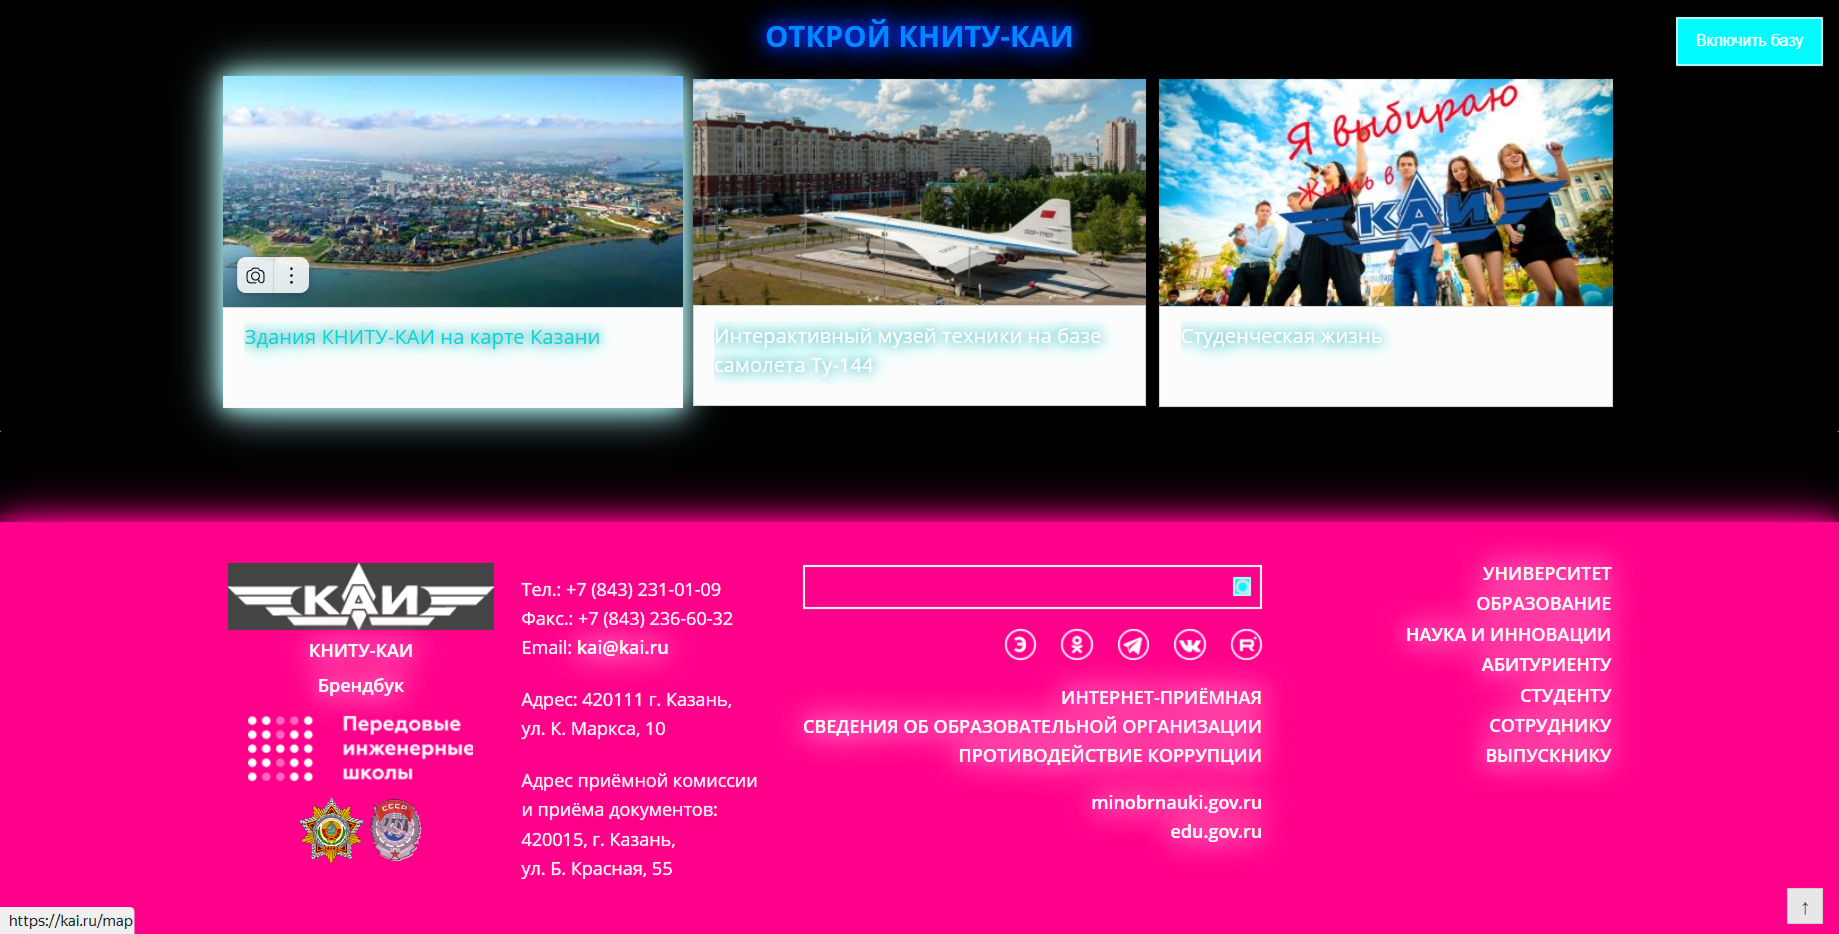 ОТКРОЙ КНИТУ-КАИ
Включить базу
Я выбираю
жить в
КАИ
Здания КНИТУ-КАИ на карте Казани
Интерактивный музей техники на базе
самолета Ту-144
Студенческая жизнь
КАИ
КНИТУ-КАИ
Брендбук
Передовые
инженерные
школы
СССР
Тел.: +7 (843) 231-01-09
Факс.: +7 (843) 236-60-32
Email: kai@kai.ru
Адрес: 420111 г. Казань,
ул. К. Маркса, 10
Адрес приёмной комиссии
и приёма документов:
420015, г. Казань,
ул. Б. Красная, 55
ИНТЕРНЕТ-ПРИЁМНАЯ
СВЕДЕНИЯ ОБ ОБРАЗОВАТЕЛЬНОЙ ОРГАНИЗАЦИИ
ПРОТИВОДЕЙСТВИЕ КОРРУПЦИИ
minobrnauki.gov.ru
edu.gov.ru
УНИВЕРСИТЕТ
ОБРАЗОВАНИЕ
НАУКА И ИННОВАЦИИ
АБИТУРИЕНТУ
СТУДЕНТУ
СОТРУДНИКУ
ВЫПУСКНИКУ
↑
https://kai.ru/map